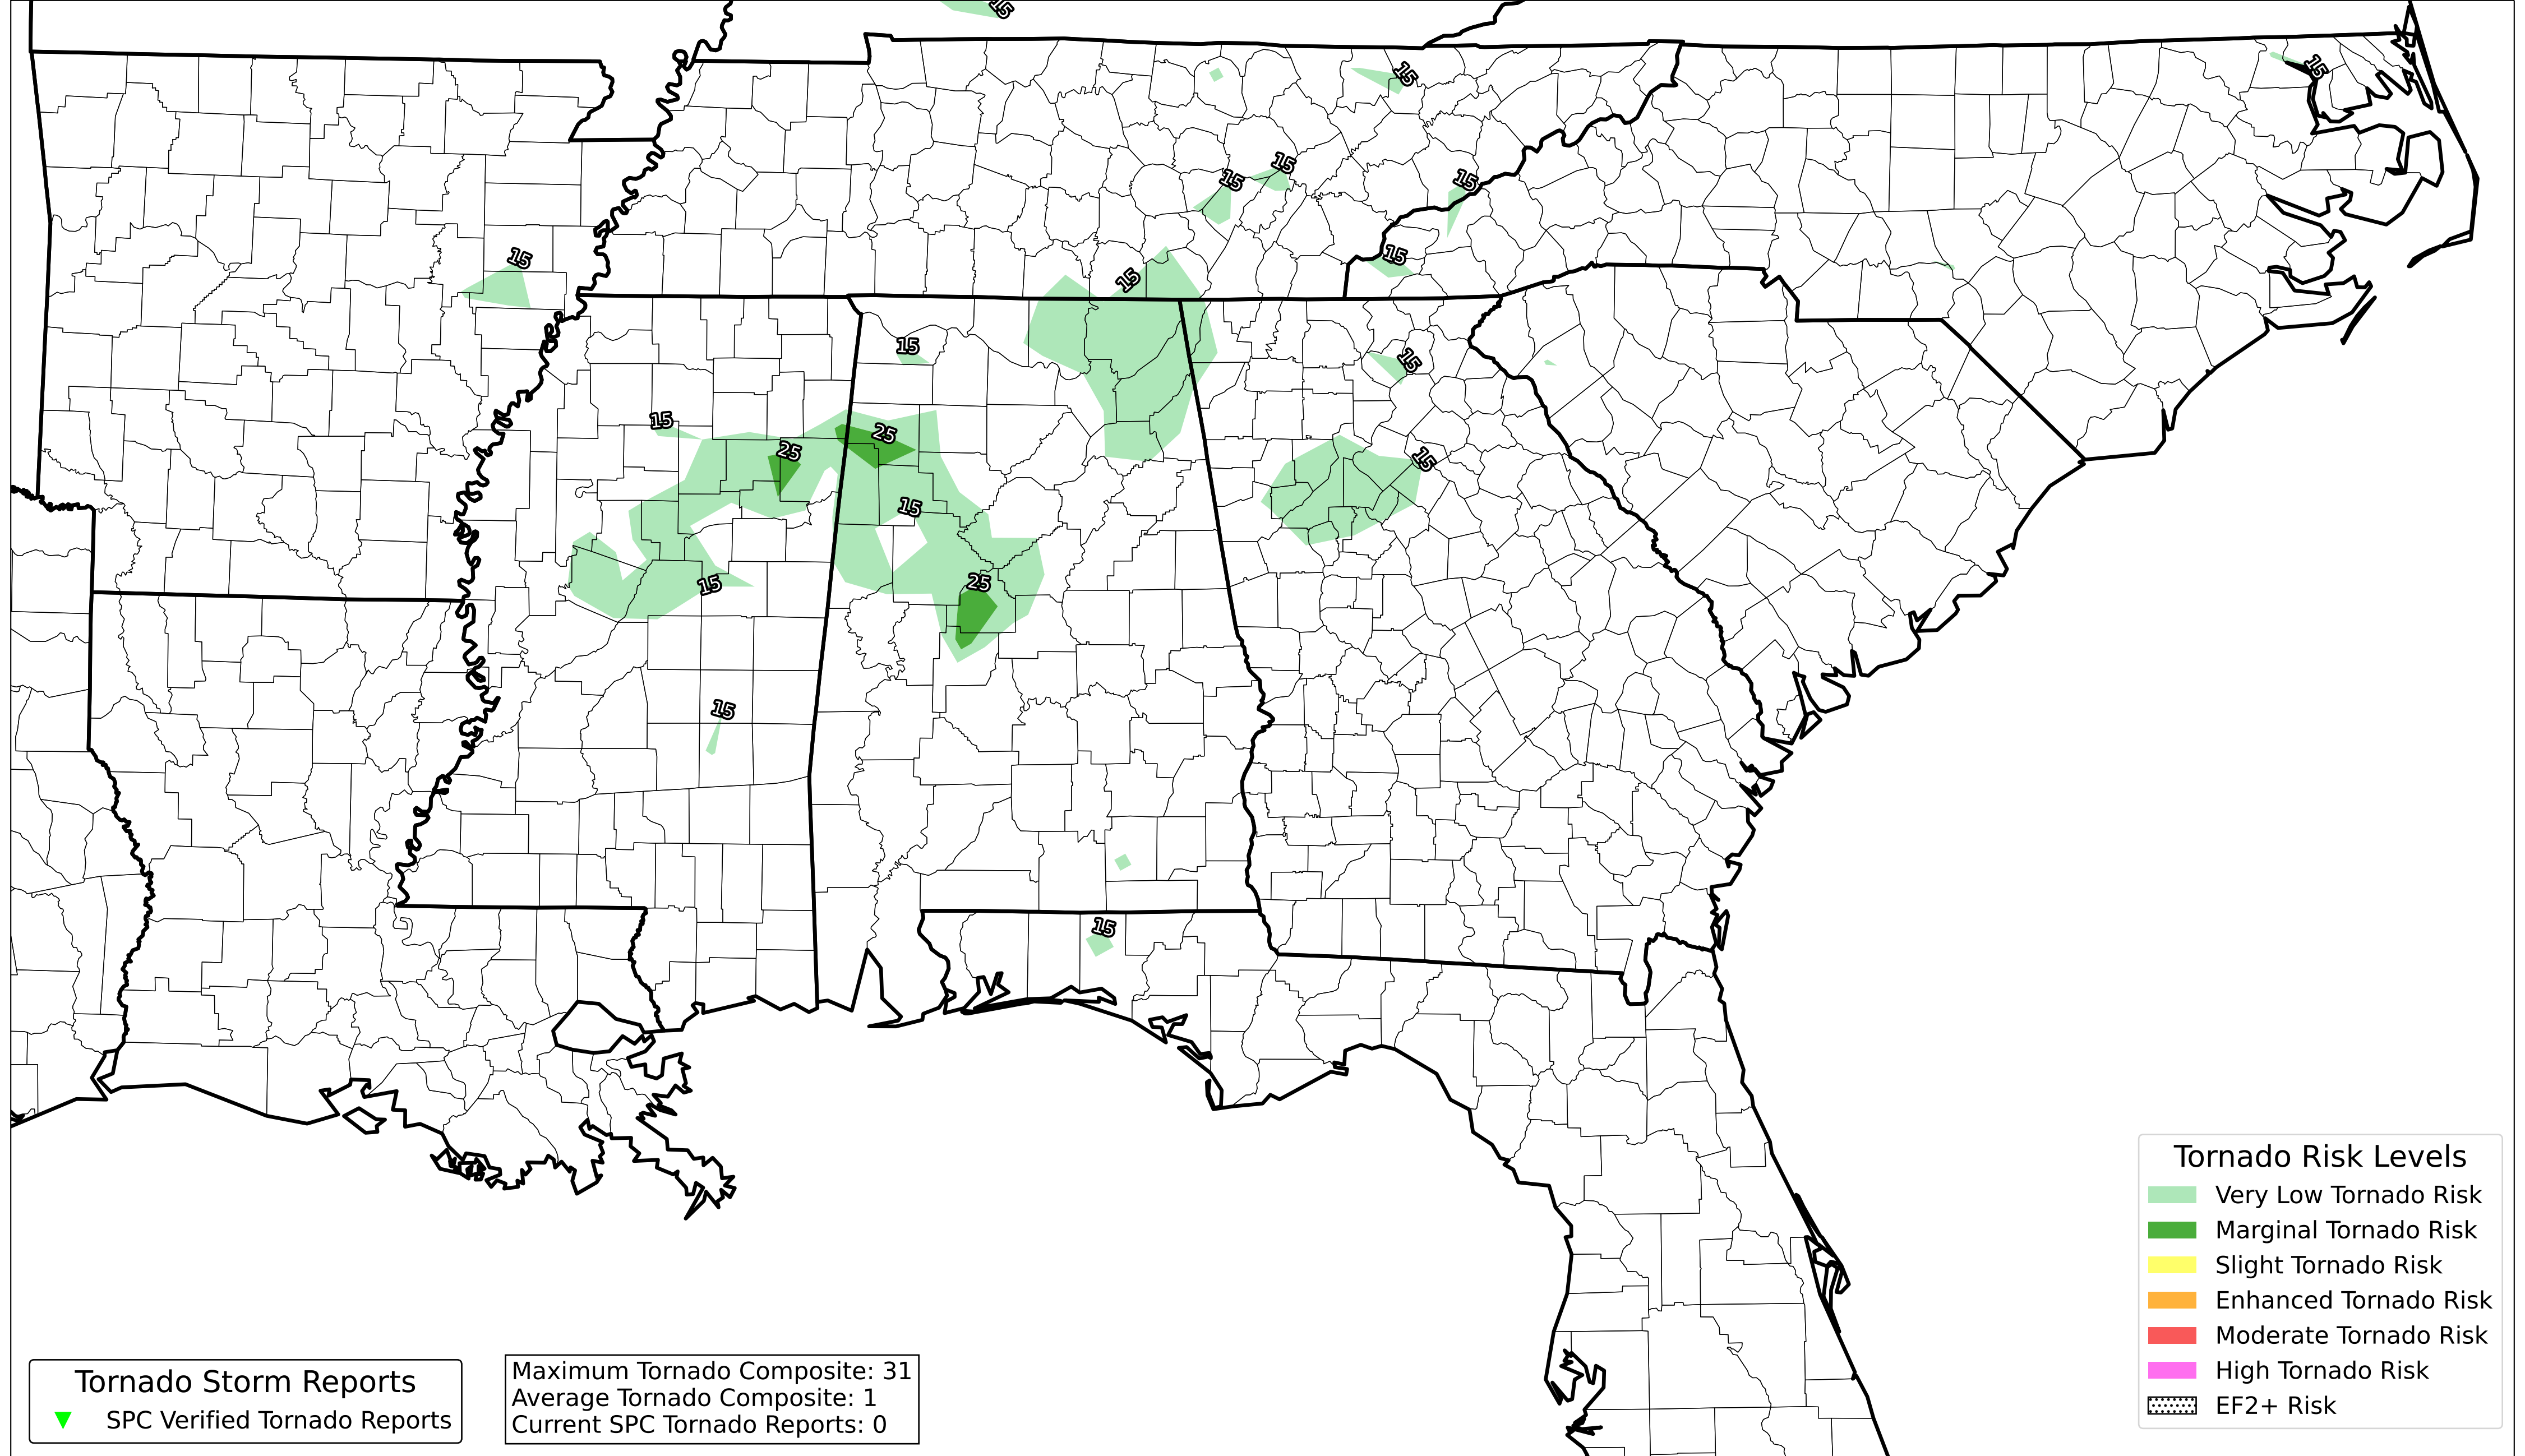 15
15
15
15
15
15
15
15
15
15
15
15
25
25
15
15
25
15
15
15
Tornado Risk Levels
Very Low Tornado Risk
Marginal Tornado Risk
Slight Tornado Risk
Enhanced Tornado Risk
Moderate Tornado Risk
High Tornado Risk
EF2+ Risk
Tornado Storm Reports
SPC Verified Tornado Reports
Maximum Tornado Composite: 31
Average Tornado Composite: 1
Current SPC Tornado Reports: 0